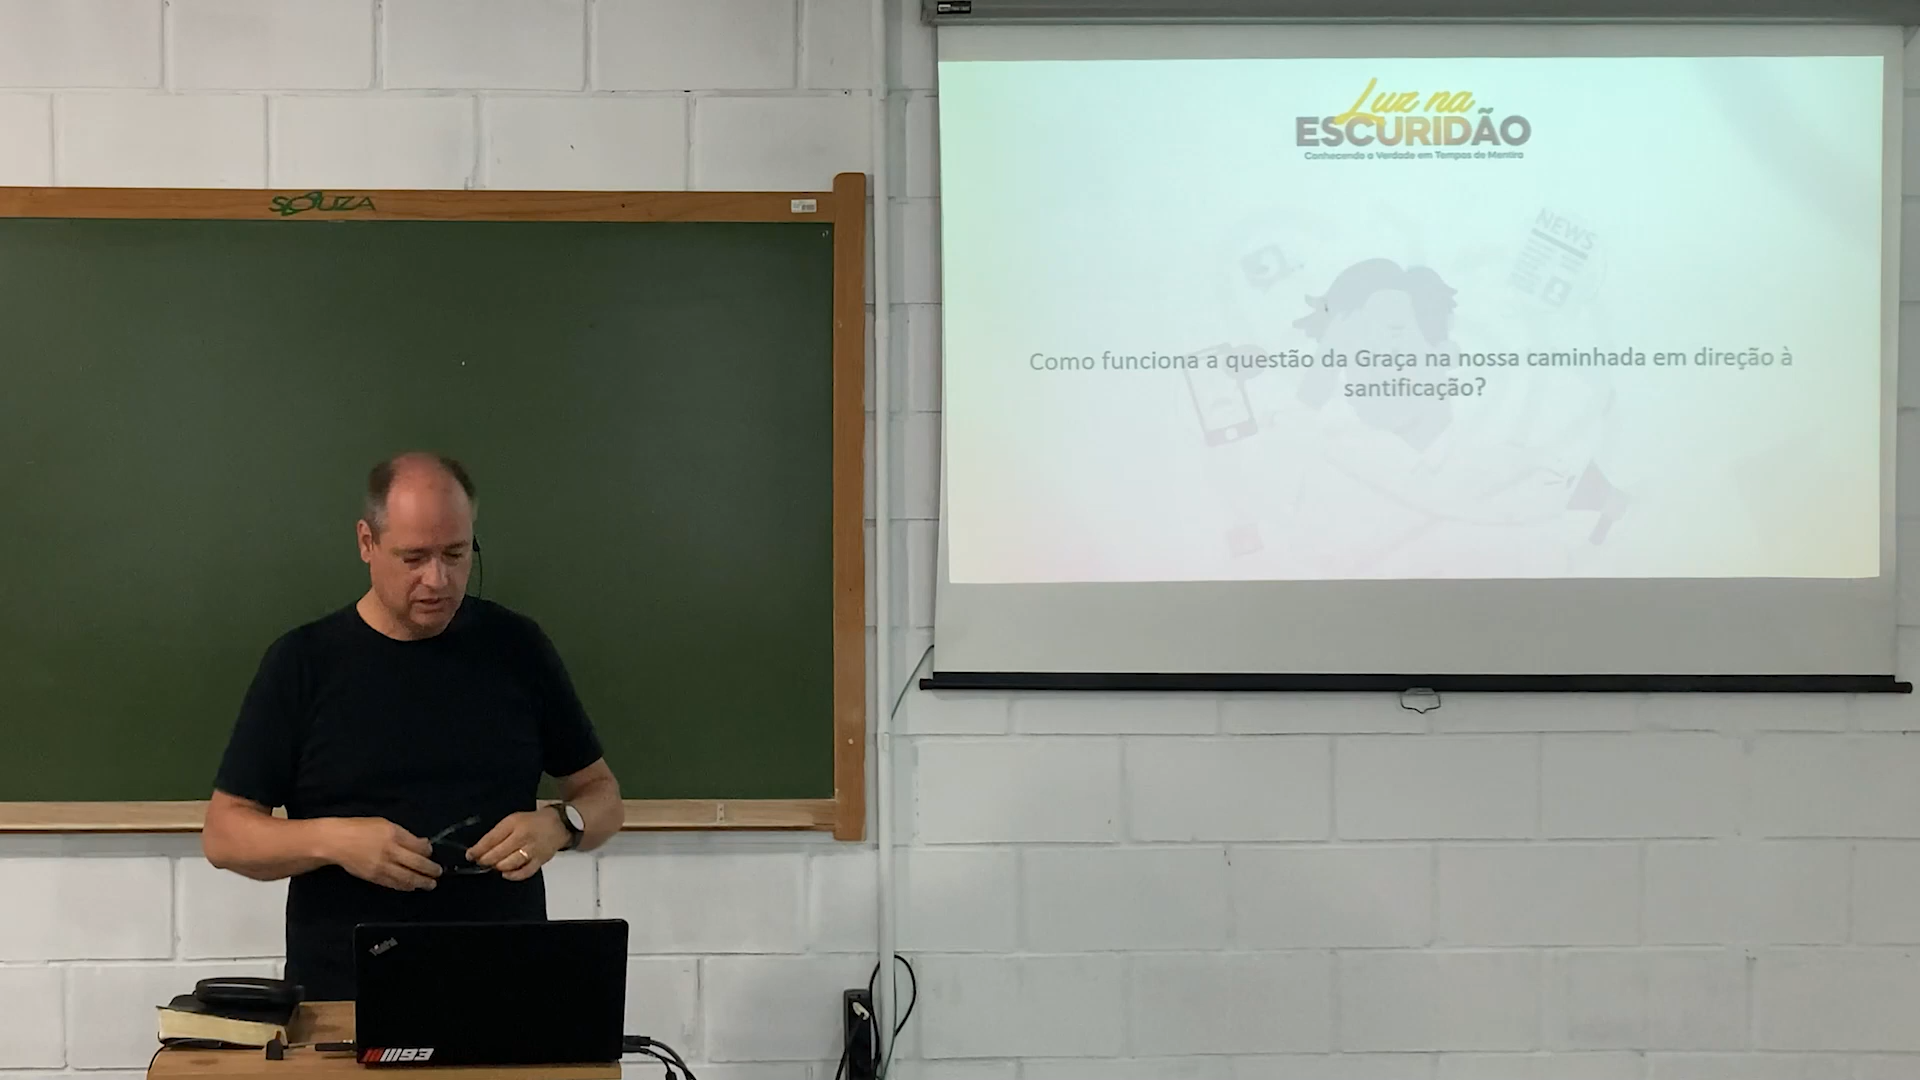 SOUZA
Luz na
ESCURIDÃO
Conhecendo a Verdade em Tempos de Mentira
NEWS
Como funciona a questão da Graça na nossa caminhada em direção à
santificação?
93